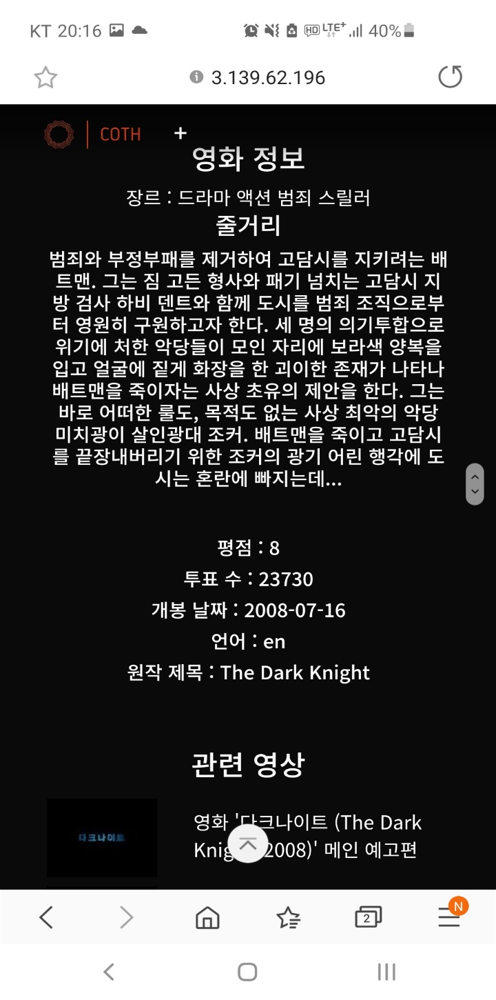 KT 20:16 HD LTE+ 40%
3.139.62.196
COTH +
영화 정보
장르 : 드라마 액션 범죄 스릴러
줄거리
범죄와 부정부패를 제거하여 고담시를 지키려는 배
트맨. 그는 짐 고든 형사와 패기 넘치는 고담시 지
방 검사 하비 덴트와 함께 도시를 범죄 조직으로부
터 영원히 구원하고자 한다. 세 명의 의기투합으로
위기에 처한 악당들이 모인 자리에 보라색 양복을
입고 얼굴에 짙게 화장을 한 괴이한 존재가 나타나
배트맨을 죽이자는 사상 초유의 제안을 한다. 그는
바로 어떠한 룰도, 목적도 없는 사상 최악의 악당
미치광이 살인광대 조커. 배트맨을 죽이고 고담시
를 끝장내버리기 위한 조커의 광기 어린 행각에 도
시는 혼란에 빠지는데...
평점 : 8
투표 수 : 23730
개봉 날짜 : 2008-07-16
언어 : en
원작 제목 : The Dark Knight
관련 영상
다크나이트
영화 '다크나이트 (The Dark
Knig 2008)' 메인 예고편
2
N